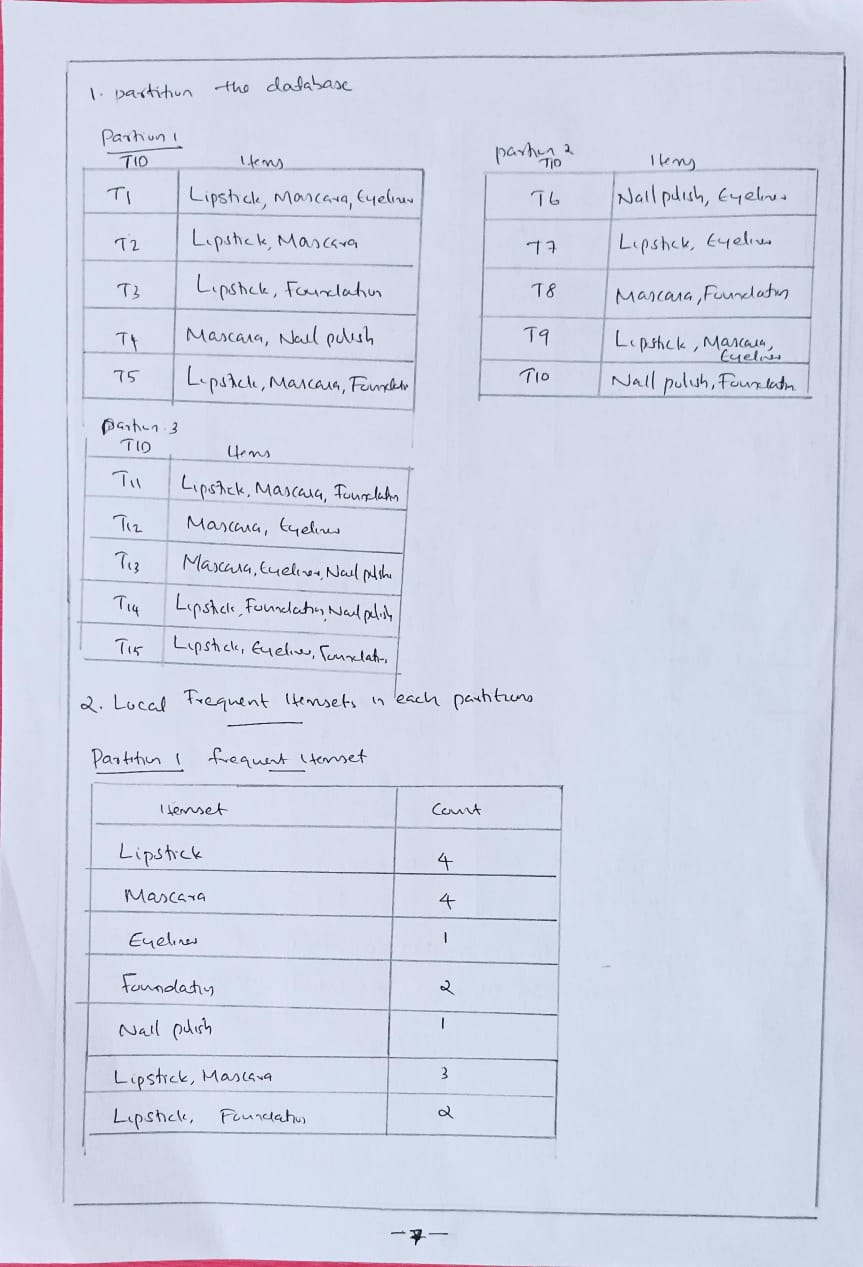 1. partition the database
Partion 1
TID Items
T1 Lipstick, Mascara, Eyeliner
T2 Lipstick, Mascara
T3 Lipstick, Foundation
T4 Mascara, Nail polish
T5 Lipstick, Mascara, Foundation
partion 2
TID Items
T6 Nail polish, Eyeliner
T7 Lipstick, Eyeliner
T8 Mascara, Foundation
T9 Lipstick, Mascara,
Eyeliner
T10 Nail polish, Foundation
Partion 3
TID Items
T11 Lipstick, Mascara, Foundation
T12 Mascara, Eyeliner
T13 Mascara, Eyeliner, Nail polish
T14 Lipstick, Foundation, Nail polish
T15 Lipstick, Eyeliner, Foundation
2. Local Frequent Itemsets in each partitions
Partition 1 frequent Itemset
Itemset Count
Lipstick 4
Mascara 4
Eyeliner 1
Foundation 2
Nail polish 1
Lipstick, Mascara 3
Lipstick, Foundation 2
-7-